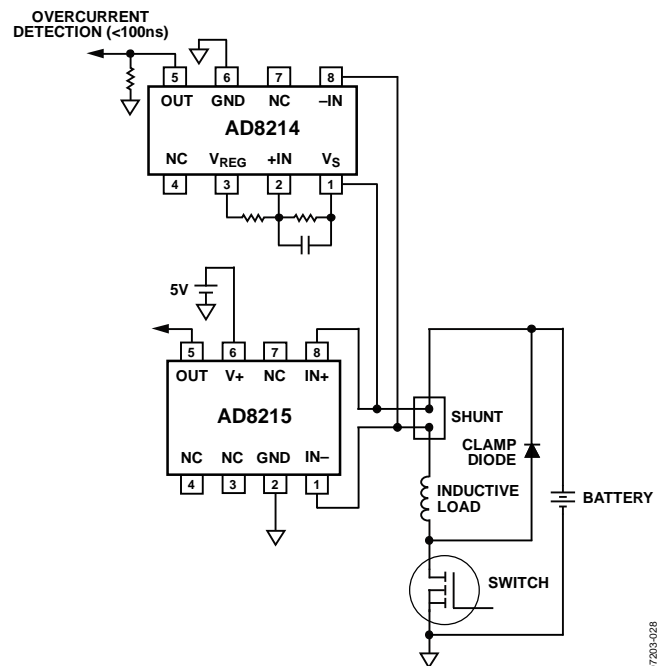 OVERCURRENT
DETECTION (<100ns)
5 6 7 8
OUT GND NC –IN
AD8214
NC VREG +IN VS
4 3 2 1
5V
5 6 7 8
OUT V+ NC IN+
AD8215
NC NC GND IN–
4 3 2 1
SHUNT
CLAMP
DIODE
INDUCTIVE
LOAD
BATTERY
SWITCH
7203-028